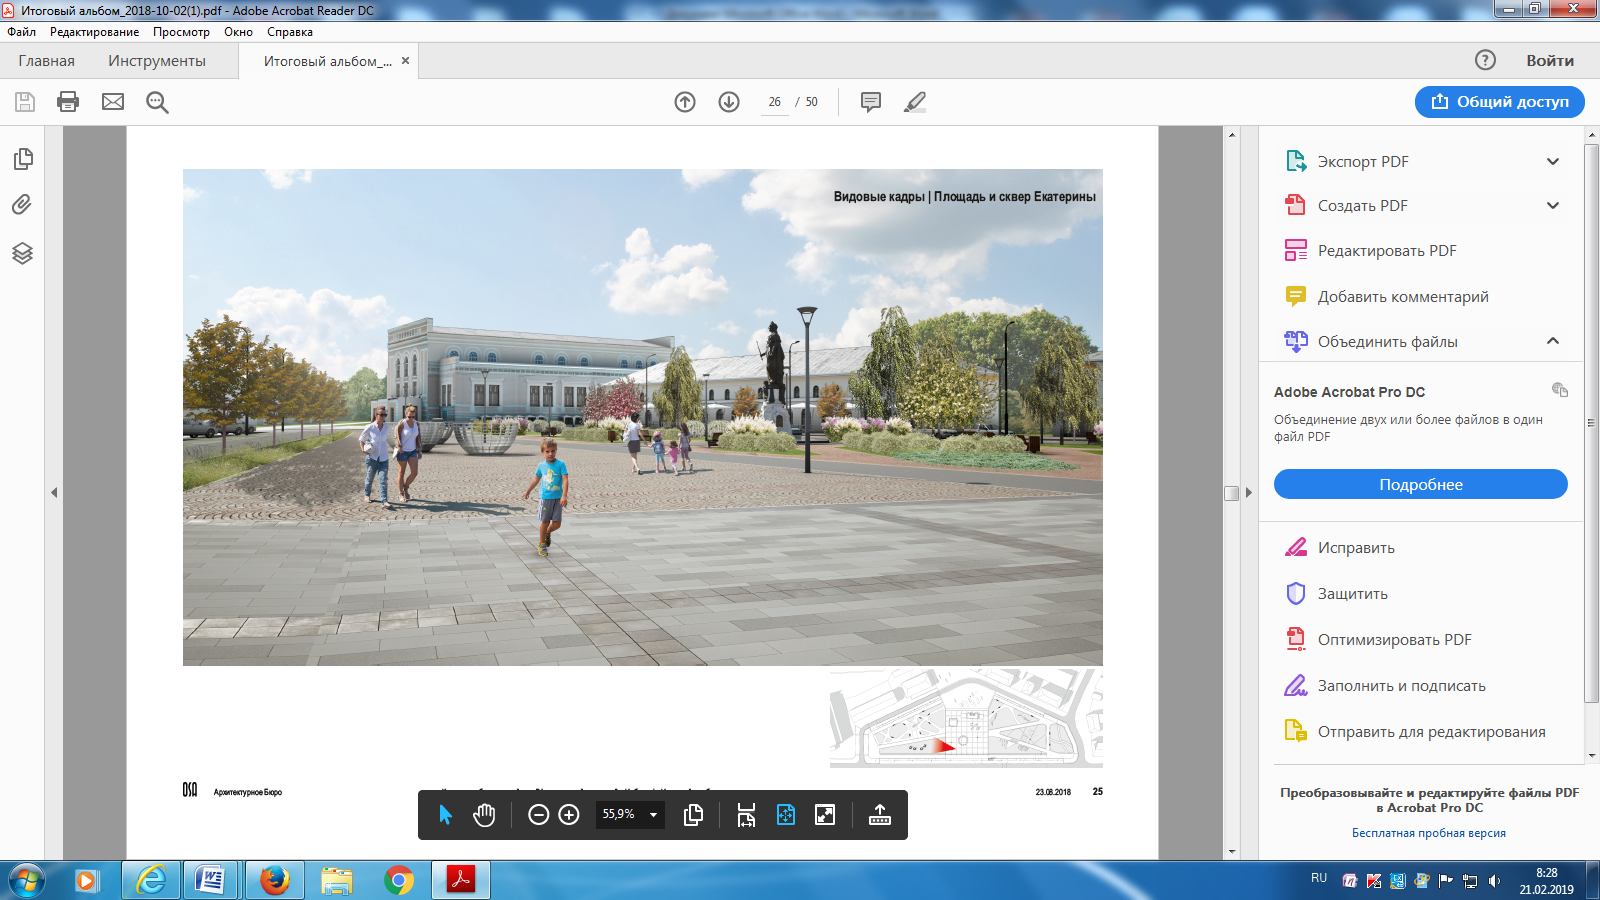 Итоговый альбом_2018-10-02(1).pdf - Adobe Acrobat Reader DC
Файл Редактирование Просмотр Окно Справка
Главная Инструменты Итоговый альбом_... ×
Войти
26 / 50
Общий доступ
Видовые кадры | Площадь и сквер Екатерины
Экспорт PDF
Создать PDF
Редактировать PDF
Добавить комментарий
Объединить файлы
Adobe Acrobat Pro DC
Объединение двух или более файлов в один
файл PDF
Подробнее
Исправить
Защитить
Оптимизировать PDF
Заполнить и подписать
Отправить для редактирования
Преобразовывайте и редактируйте файлы PDF
в Acrobat Pro DC
Бесплатная пробная версия
DSA Архитектурное Бюро
23.08.2018 25
55,9%
RU
8:28
21.02.2019